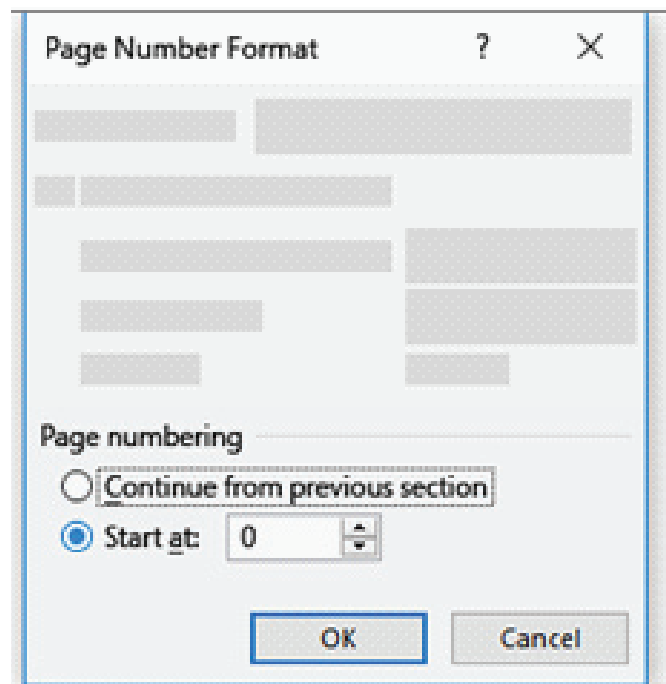 Page Number Format ?
Page numbering
Continue from previous section
Start at: 0
OK Cancel